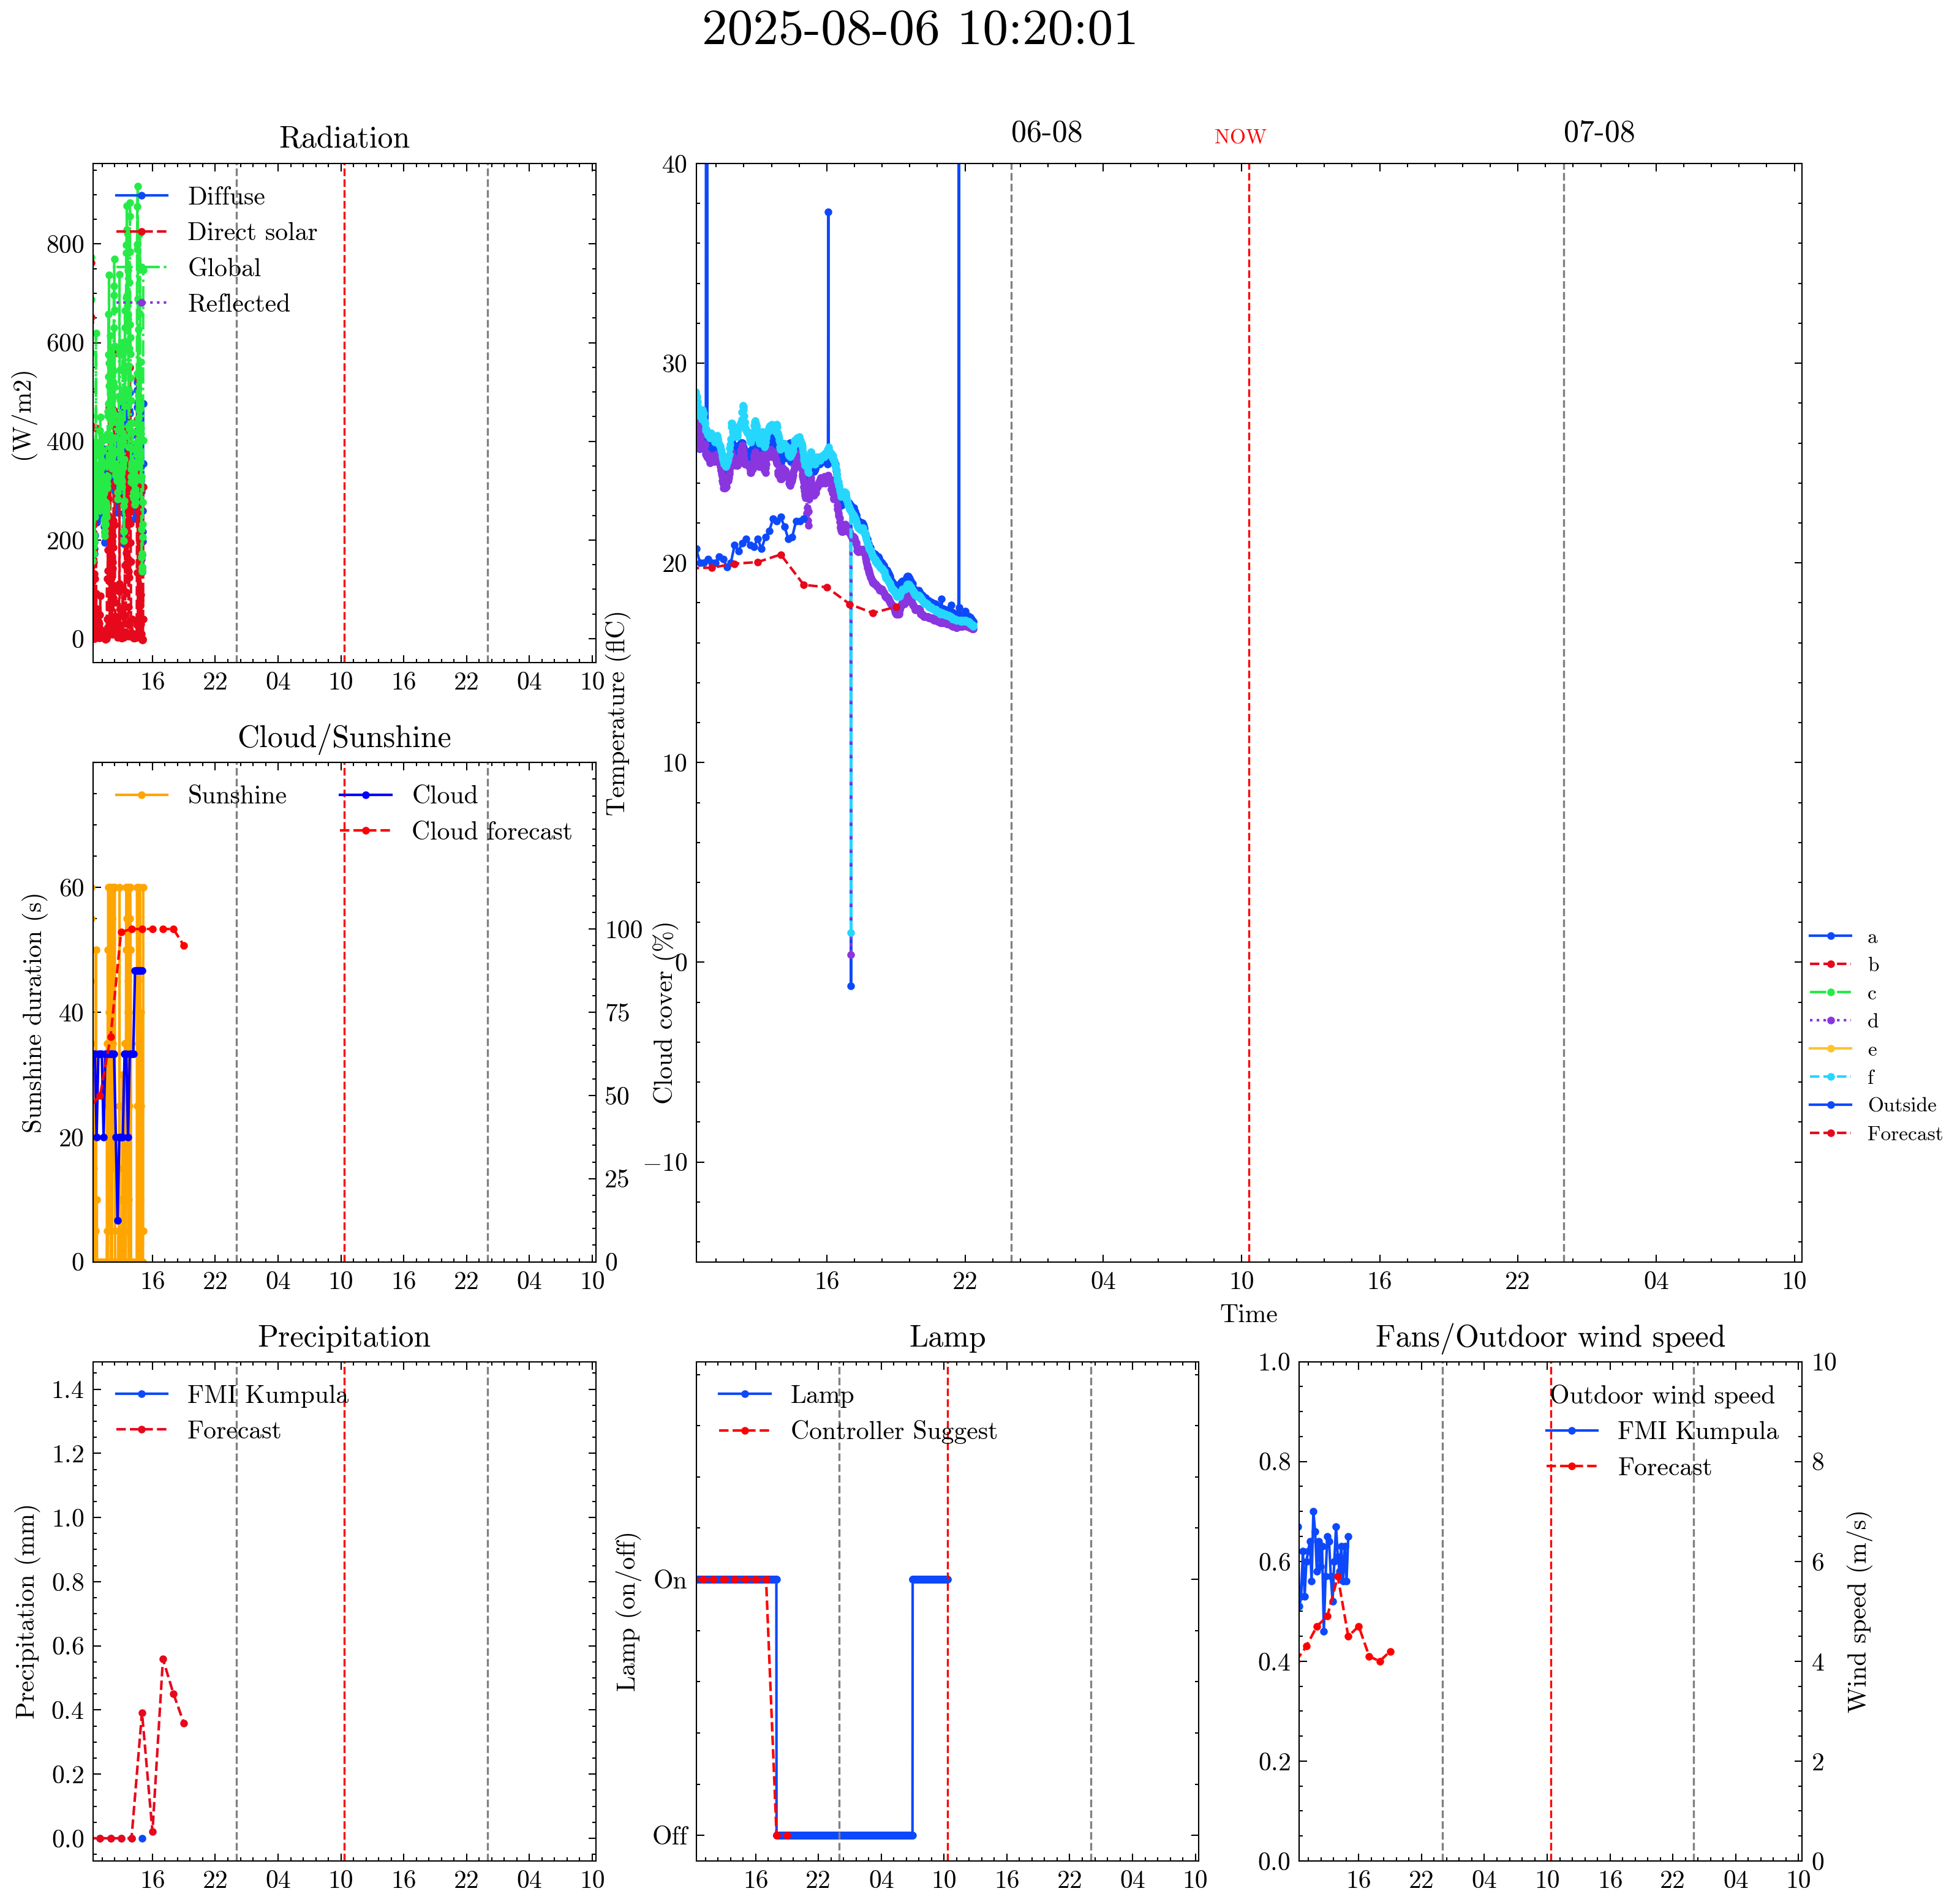 2025-08-06 10:20:01
Radiation
(W/m2)
800
600
400
200
0
Diffuse
Direct solar
Global
Reflected
16 22 04 10 16 22 04 10
06-08
NOW
07-08
Temperature (flC)
40
30
20
10
0
−10
16 22 04 10 16 22 04 10
Time
a
b
c
d
e
f
Outside
Forecast
Cloud/Sunshine
Sunshine duration (s)
60
40
20
0
Sunshine
Cloud
Cloud forecast
100
75
50
25
0
Cloud cover (%)
16 22 04 10 16 22 04 10
Precipitation
Precipitation (mm)
1.4
1.2
1.0
0.8
0.6
0.4
0.2
0.0
FMI Kumpula
Forecast
16 22 04 10 16 22 04 10
Lamp
Lamp (on/off)
On
Off
Lamp
Controller Suggest
16 22 04 10 16 22 04 10
Fans/Outdoor wind speed
1.0
0.8
0.6
0.4
0.2
0.0
Outdoor wind speed
FMI Kumpula
Forecast
10
8
6
4
2
0
Wind speed (m/s)
16 22 04 10 16 22 04 10